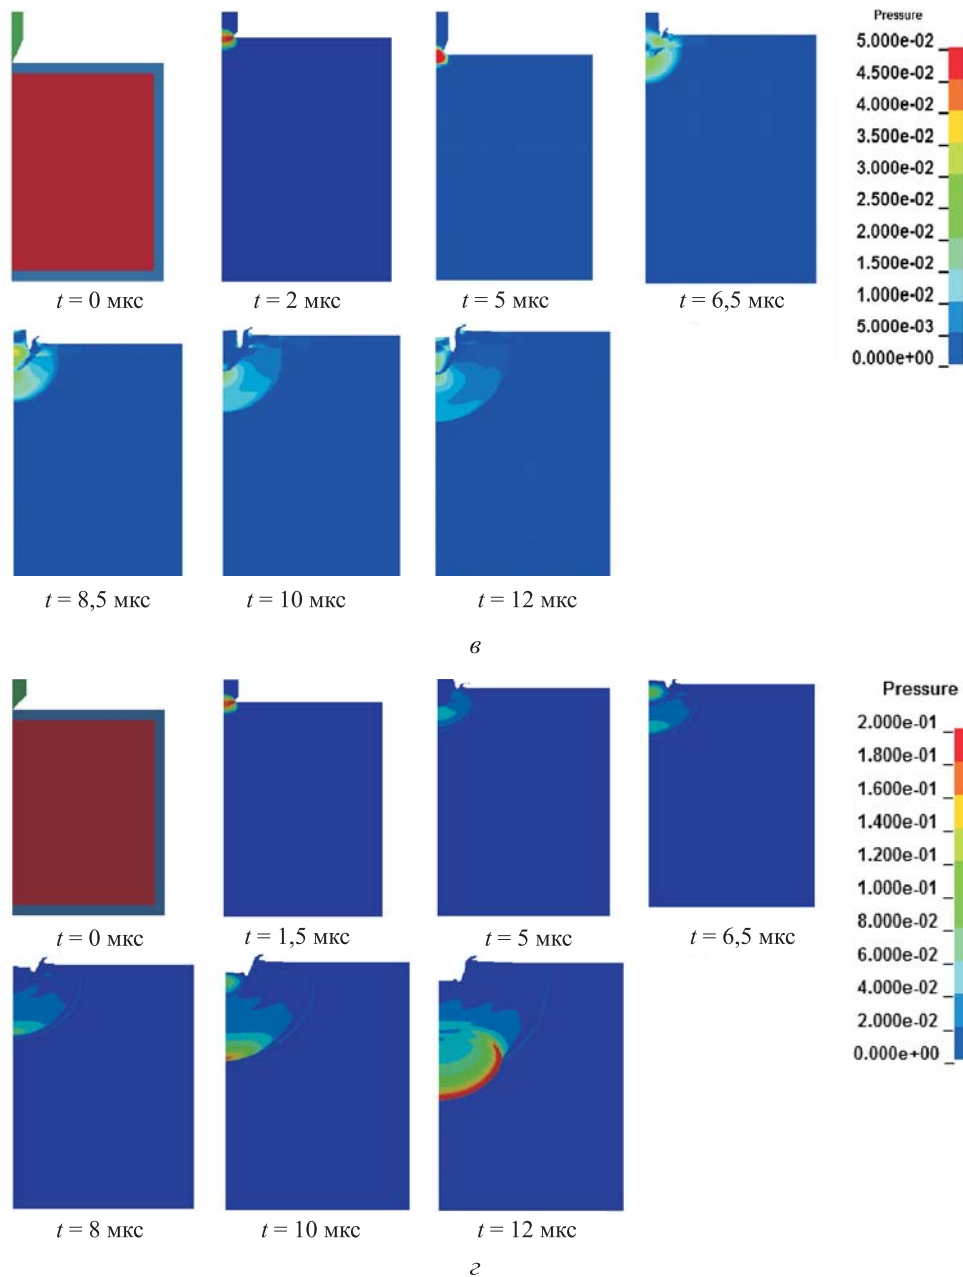 Pressure
5.000e-02
4.500e-02
4.000e-02
3.500e-02
3.000e-02
2.500e-02
2.000e-02
1.500e-02
1.000e-02
5.000e-03
0.000e+00
t = 0 мкс
t = 2 мкс
t = 5 мкс
t = 6,5 мкс
t = 8,5 мкс
t = 10 мкс
t = 12 мкс
в
Pressure
2.000e-01
1.800e-01
1.600e-01
1.400e-01
1.200e-01
1.000e-01
8.000e-02
6.000e-02
4.000e-02
2.000e-02
0.000e+00
t = 0 мкс
t = 1,5 мкс
t = 5 мкс
t = 6,5 мкс
t = 8 мкс
t = 10 мкс
t = 12 мкс
г